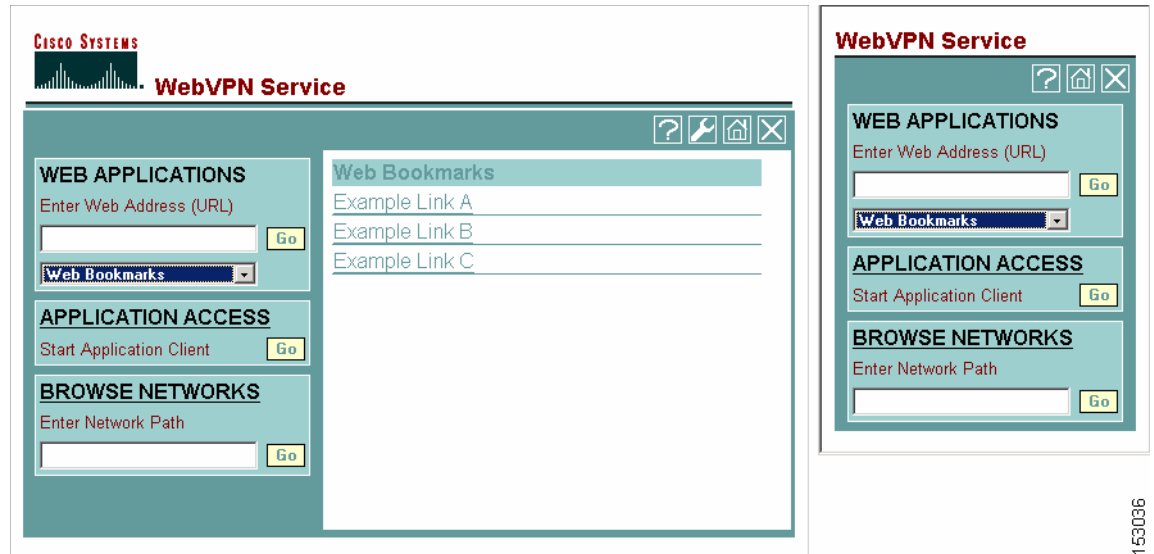 CISCO SYSTEMS
WebVPN Service
?
WEB APPLICATIONS
Enter Web Address (URL)
Go
Web Bookmarks
APPLICATION ACCESS
Start Application Client
Go
BROWSE NETWORKS
Enter Network Path
Go
Web Bookmarks
Example Link A
Example Link B
Example Link C
WebVPN Service
?
WEB APPLICATIONS
Enter Web Address (URL)
Go
Web Bookmarks
APPLICATION ACCESS
Start Application Client
Go
BROWSE NETWORKS
Enter Network Path
Go
153036